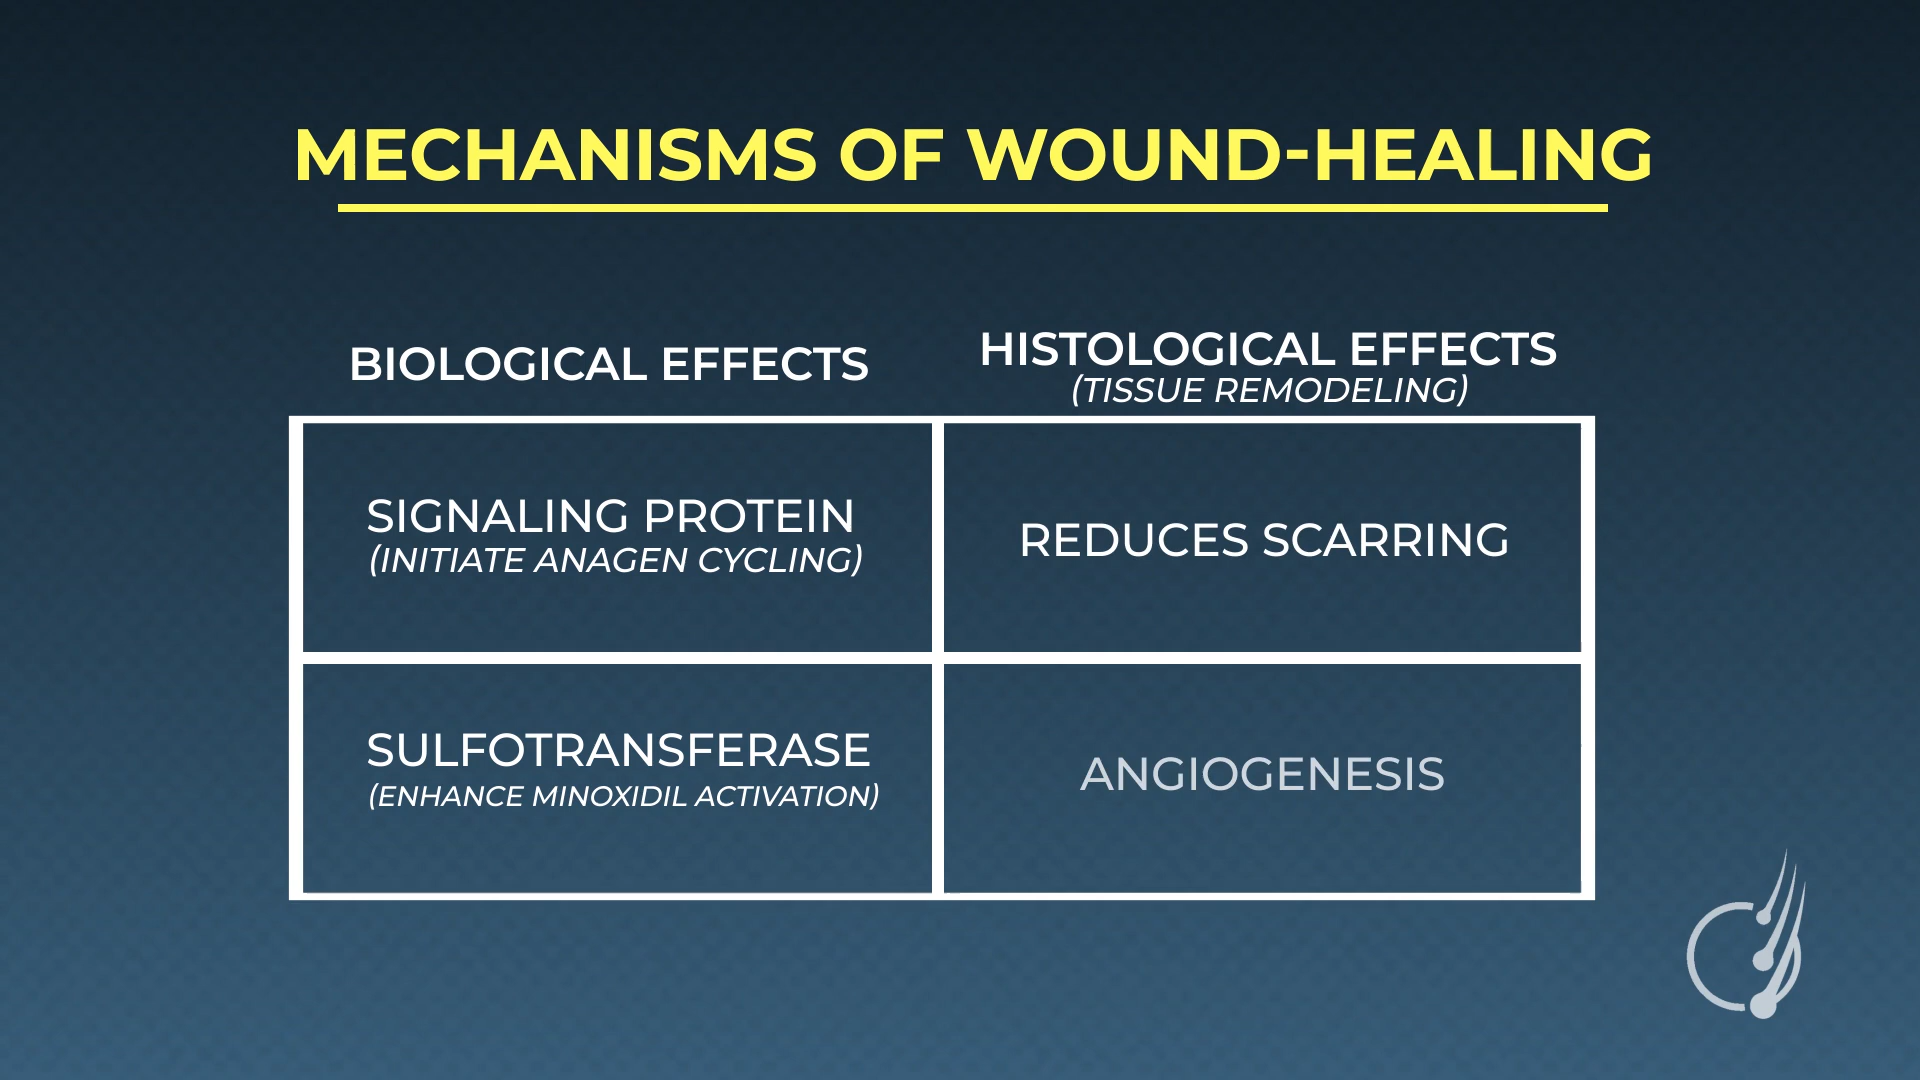 MECHANISMS OF WOUND-HEALING
BIOLOGICAL EFFECTS
HISTOLOGICAL EFFECTS
(TISSUE REMODELING)
SIGNALING PROTEIN
(INITIATE ANAGEN CYCLING)
REDUCES SCARRING
SULFOTRANSFERASE
(ENHANCE MINOXIDIL ACTIVATION)
ANGIOGENESIS